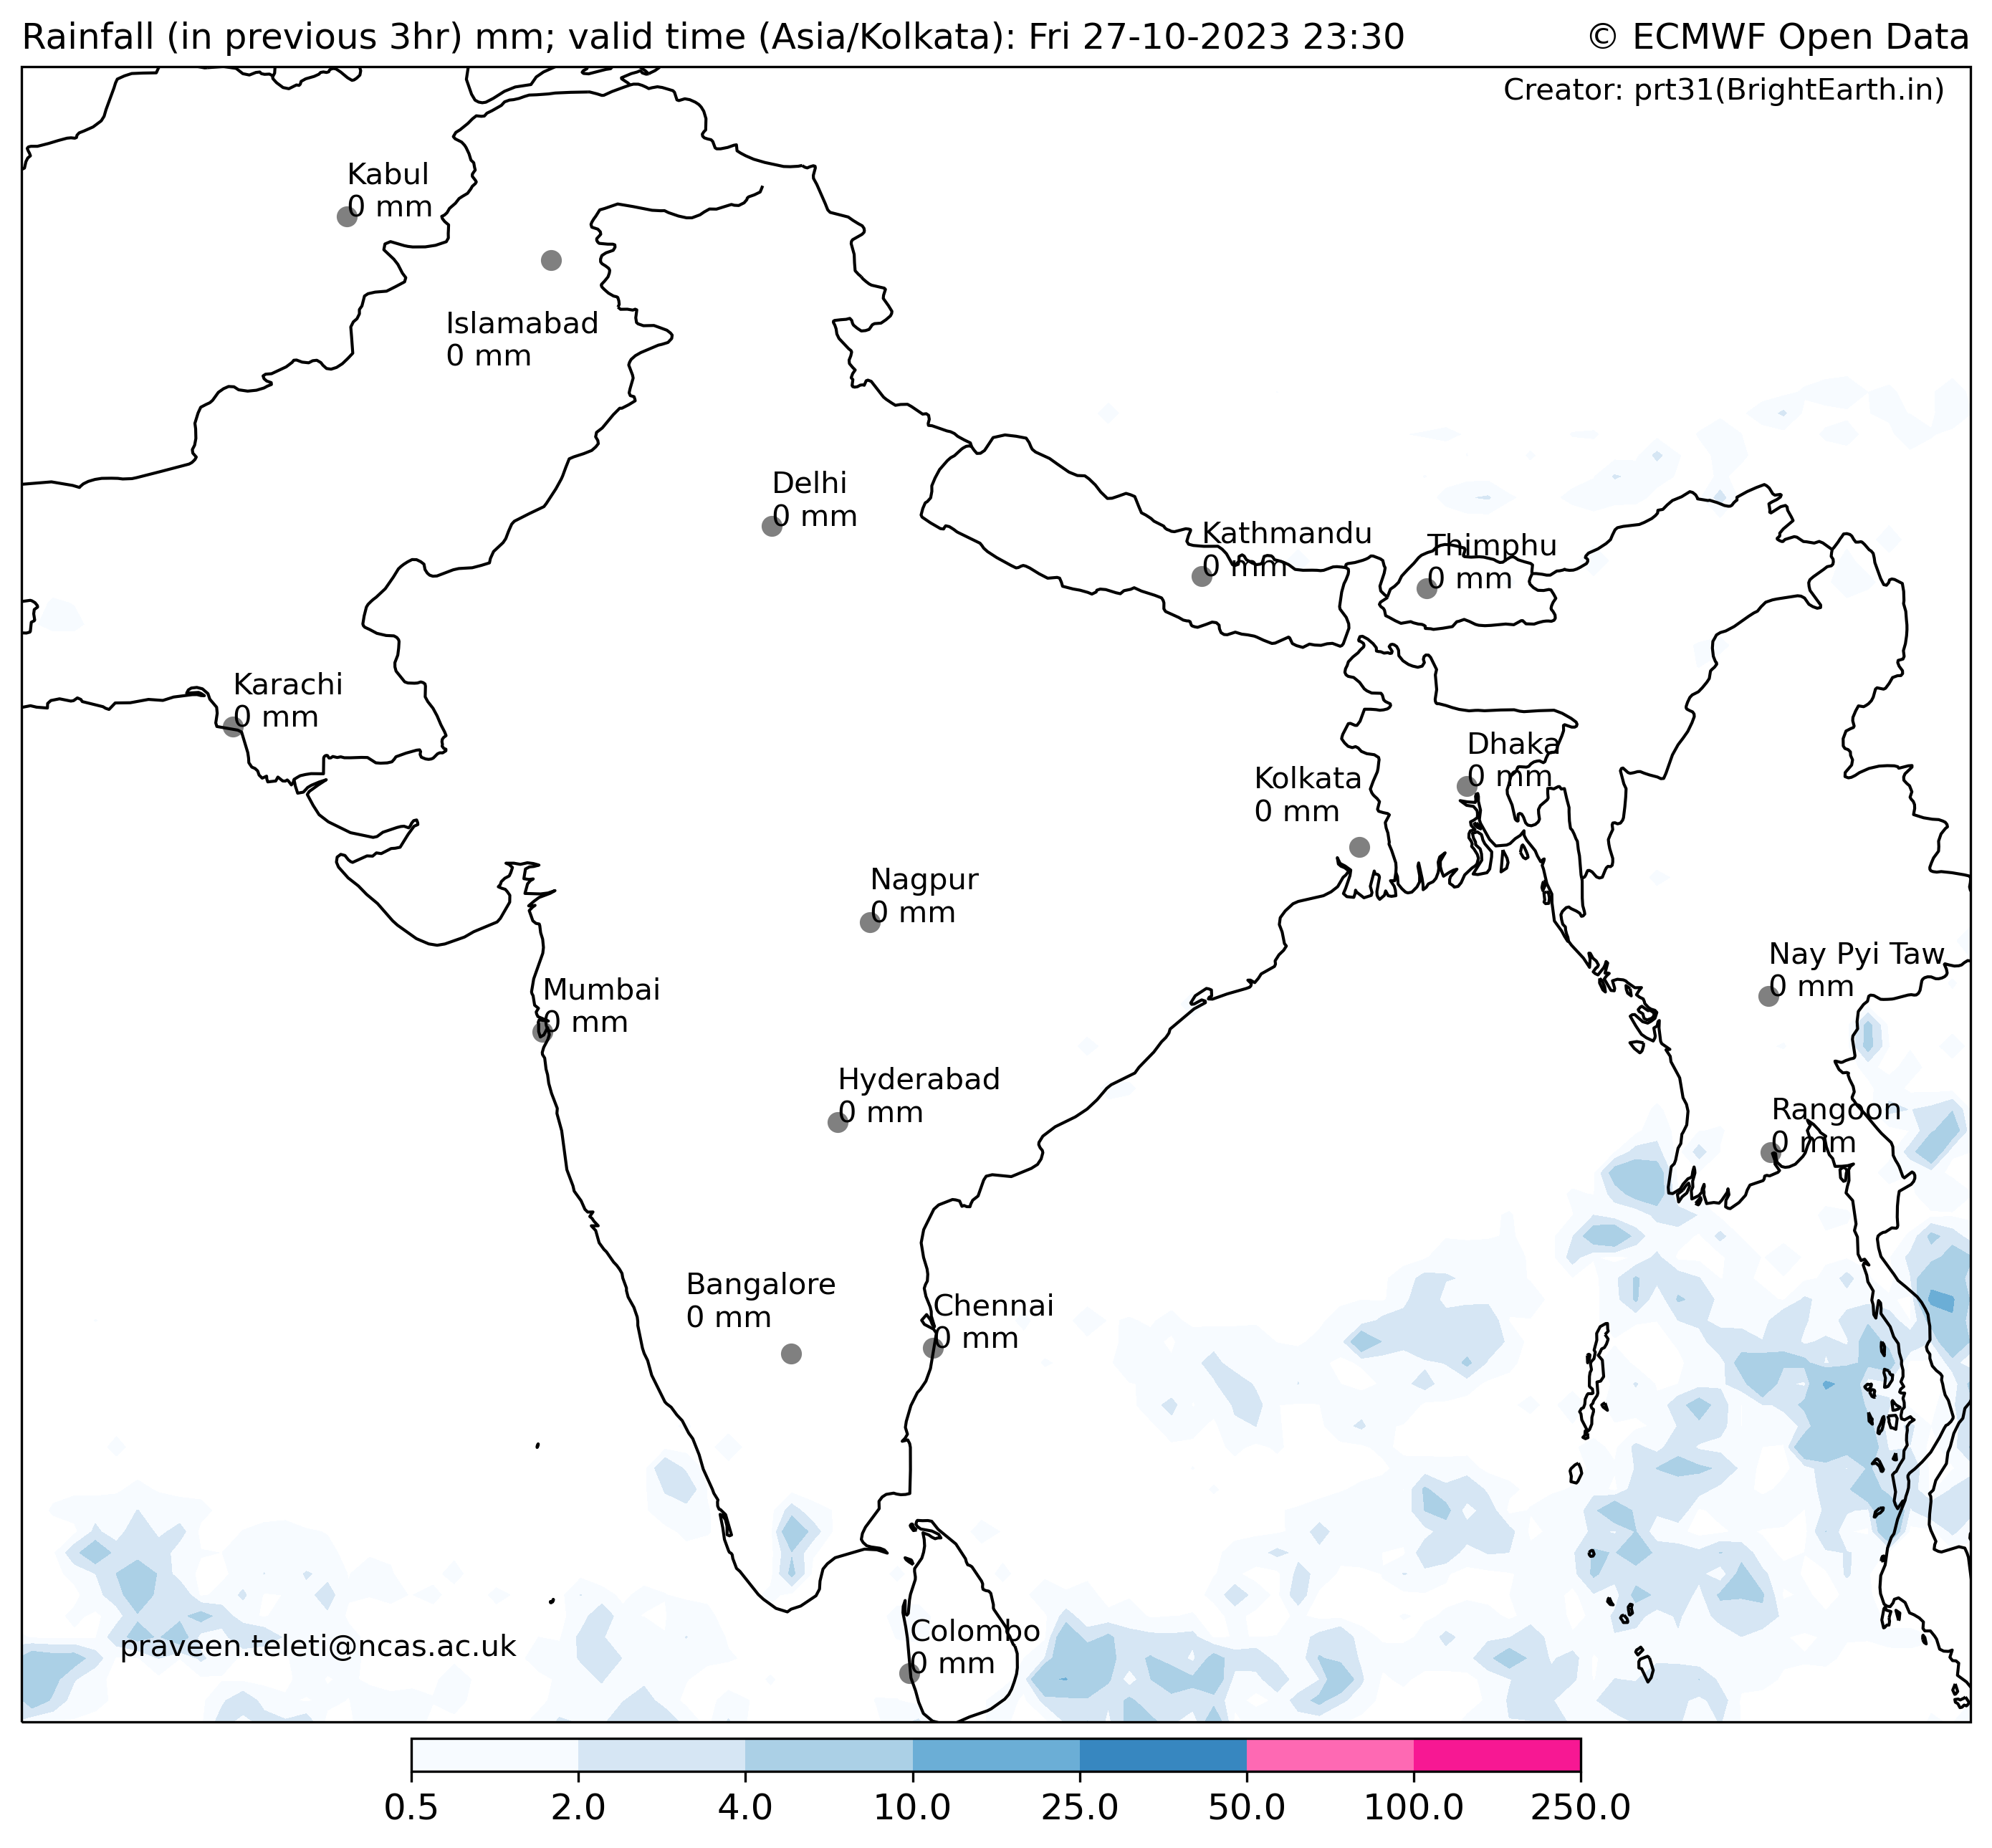 Rainfall (in previous 3hr) mm; valid time (Asia/Kolkata): Fri 27-10-2023 23:30
© ECMWF Open Data
Creator: prt31(BrightEarth.in)
Kabul
0 mm
Islamabad
0 mm
Delhi
0 mm
Kathmandu
0 mm
Thimphu
0 mm
Karachi
0 mm
Dhaka
0 mm
Kolkata
0 mm
Nagpur
0 mm
Nay Pyi Taw
0 mm
Mumbai
0 mm
Hyderabad
0 mm
Rangoon
0 mm
Bangalore
0 mm
Chennai
0 mm
Colombo
0 mm
praveen.teleti@ncas.ac.uk
0.5 2.0 4.0 10.0 25.0 50.0 100.0 250.0